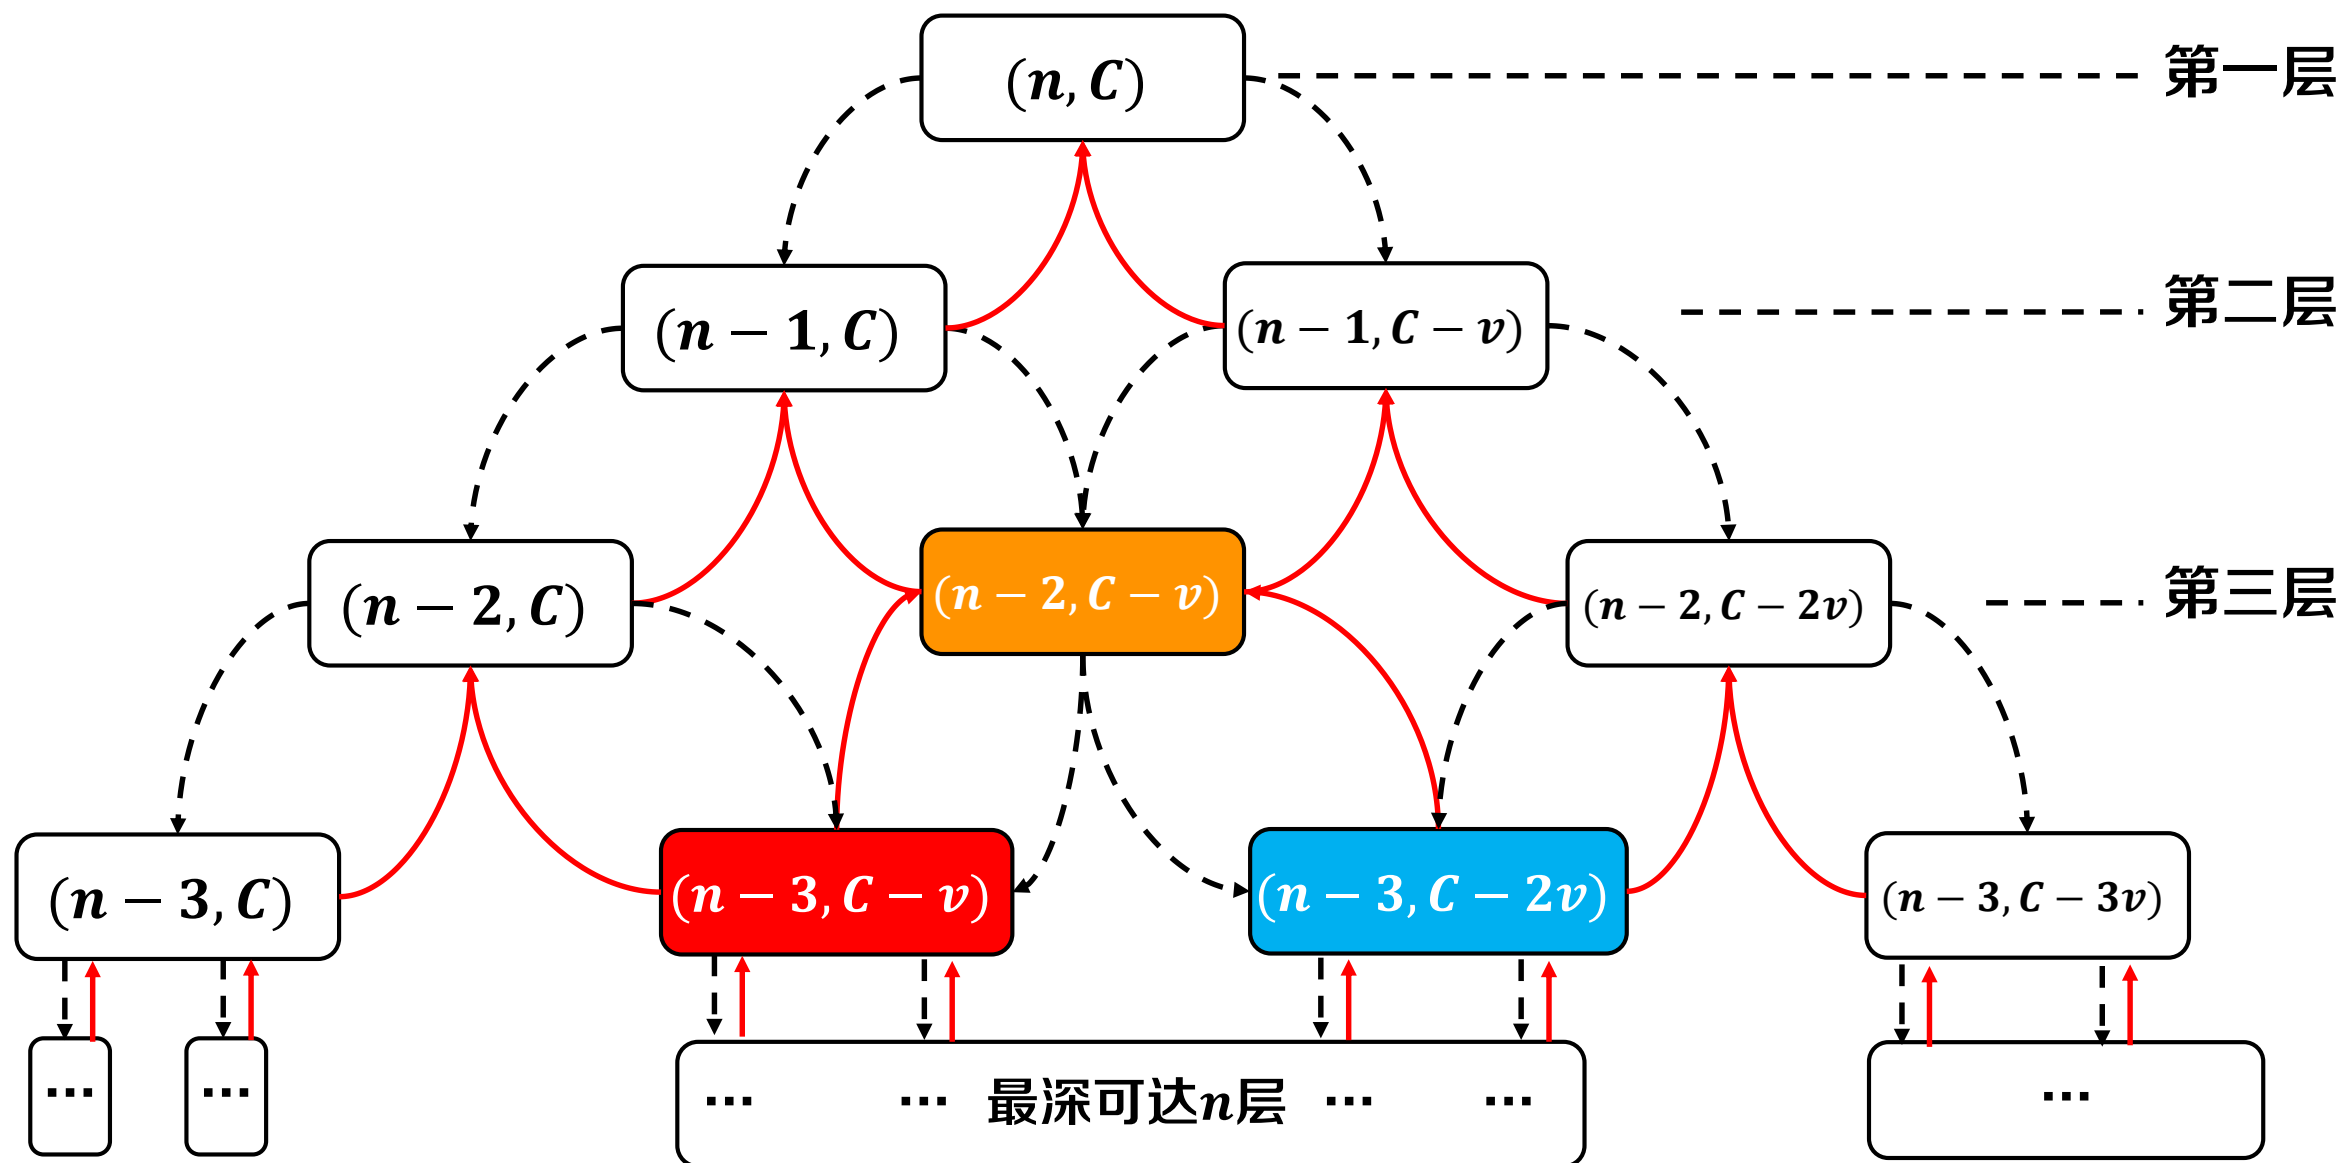 (n, C)
第一层
(n − 1, C)
(n − 1, C − v)
第二层
(n − 2, C)
(n − 2, C − v)
(n − 2, C − 2v)
第三层
(n − 3, C)
(n − 3, C − v)
(n − 3, C − 2v)
(n − 3, C − 3v)
...
...
...
...
最深可达n层
...
...
...